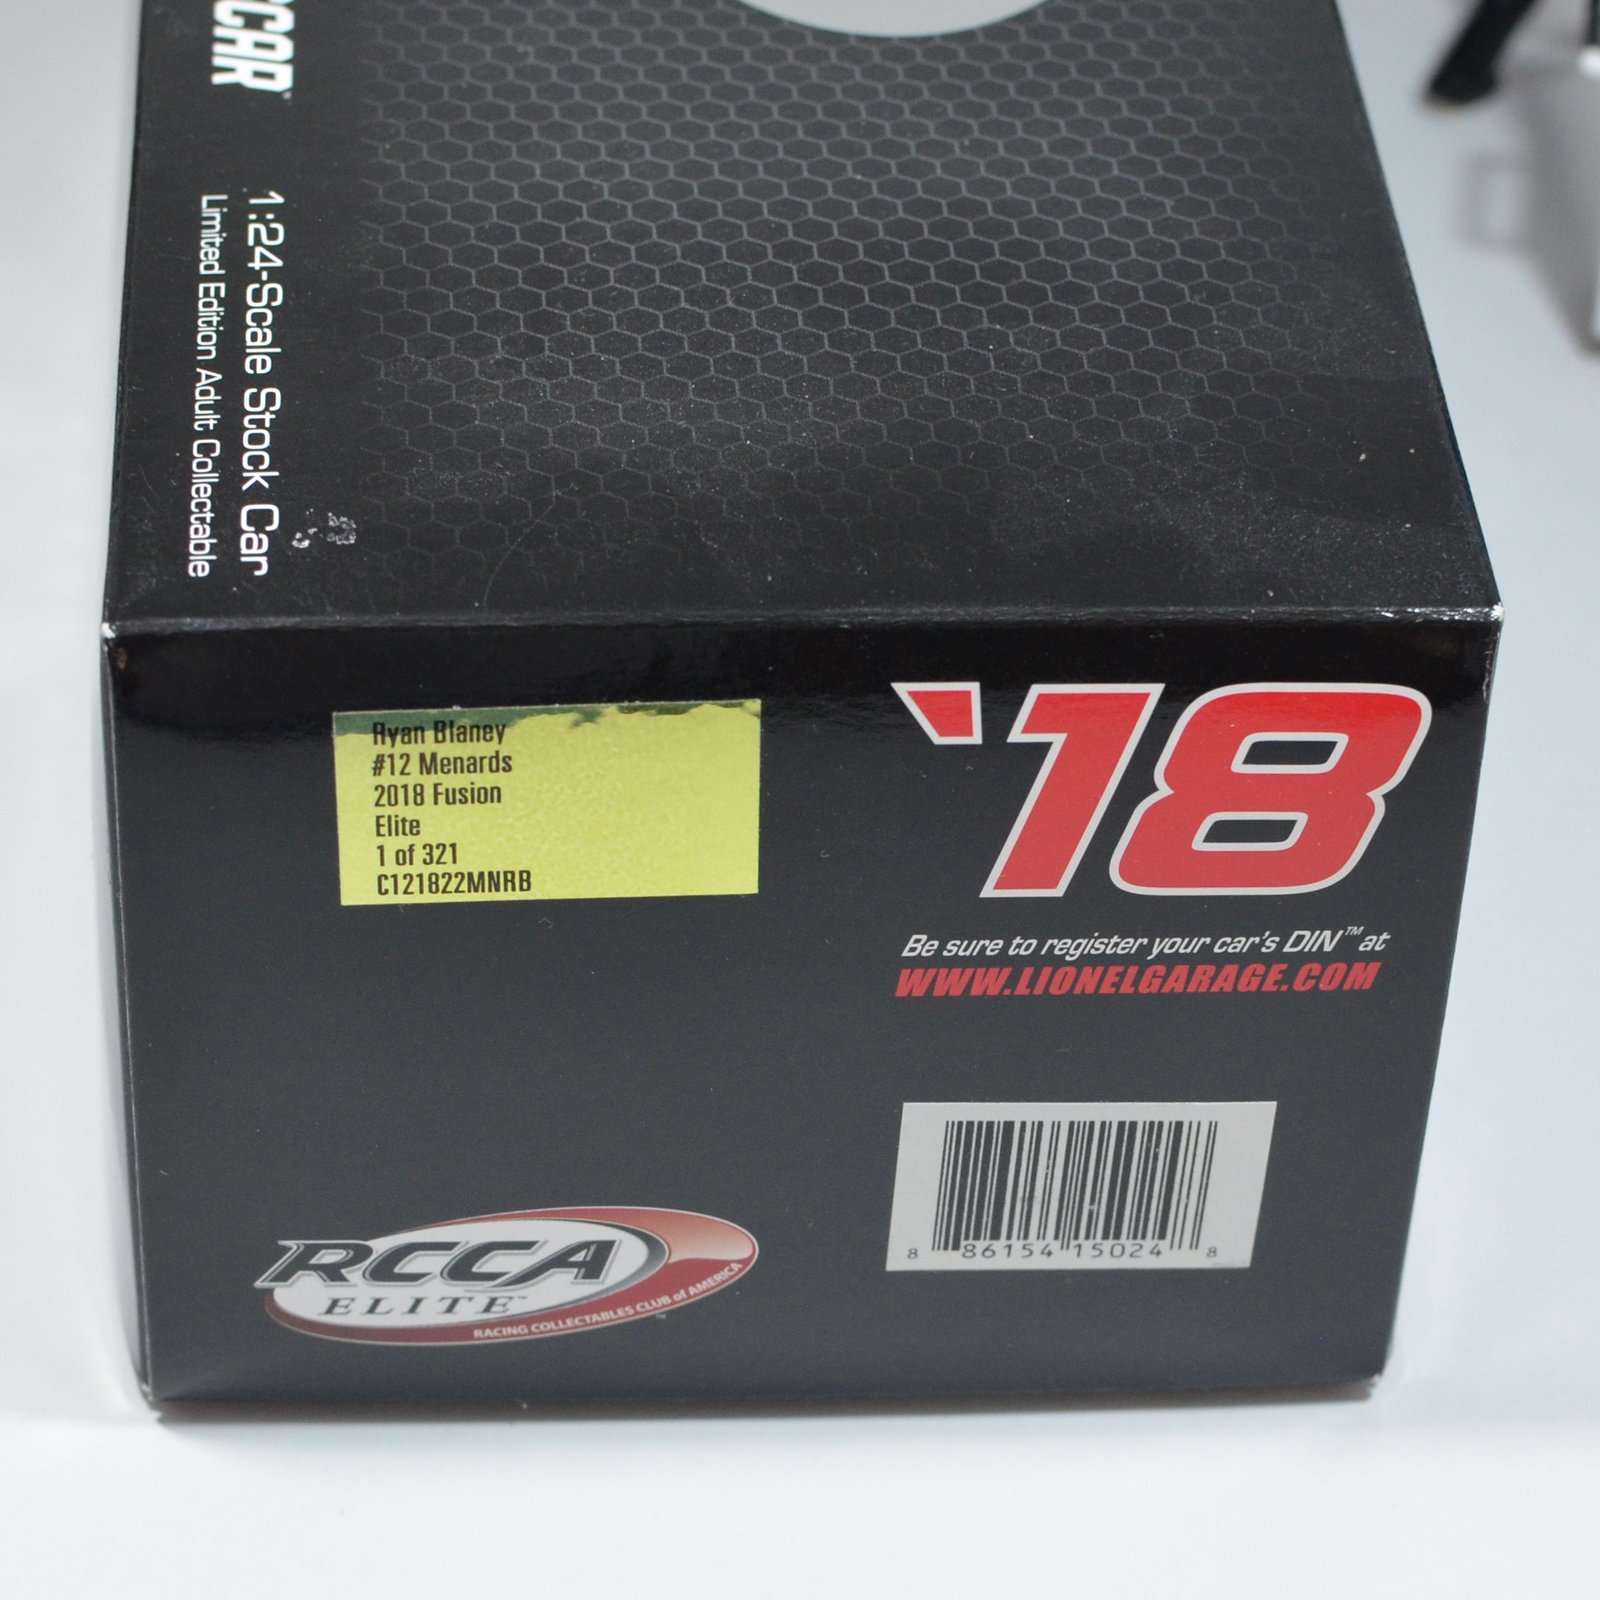 CAR
1:24-Scale Stock Car
Limited Edition Adult Collectable
Ryan Blaney
#12 Menards
2018 Fusion
Elite
1 of 321
C121822MNRB
'18
Be sure to register your car's DIN™ at
WWW.LIONELGARAGE.COM
8 86154 15024 8
RCCA
ELITE™
RACING COLLECTABLES CLUB of AMERICA™